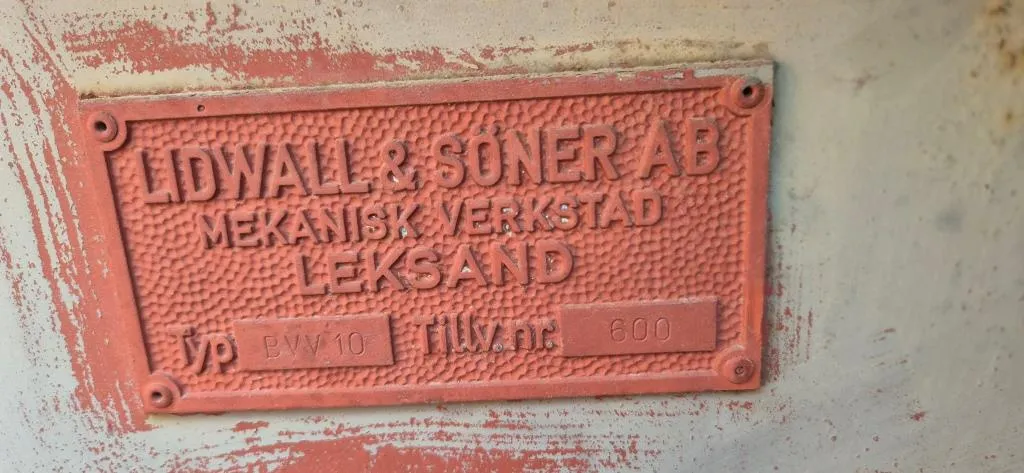 LIDWALL & SÖNER AB
MEKANISK VERKSTAD
LEKSAND
Typ BVV 10 Tillv. nr. 600